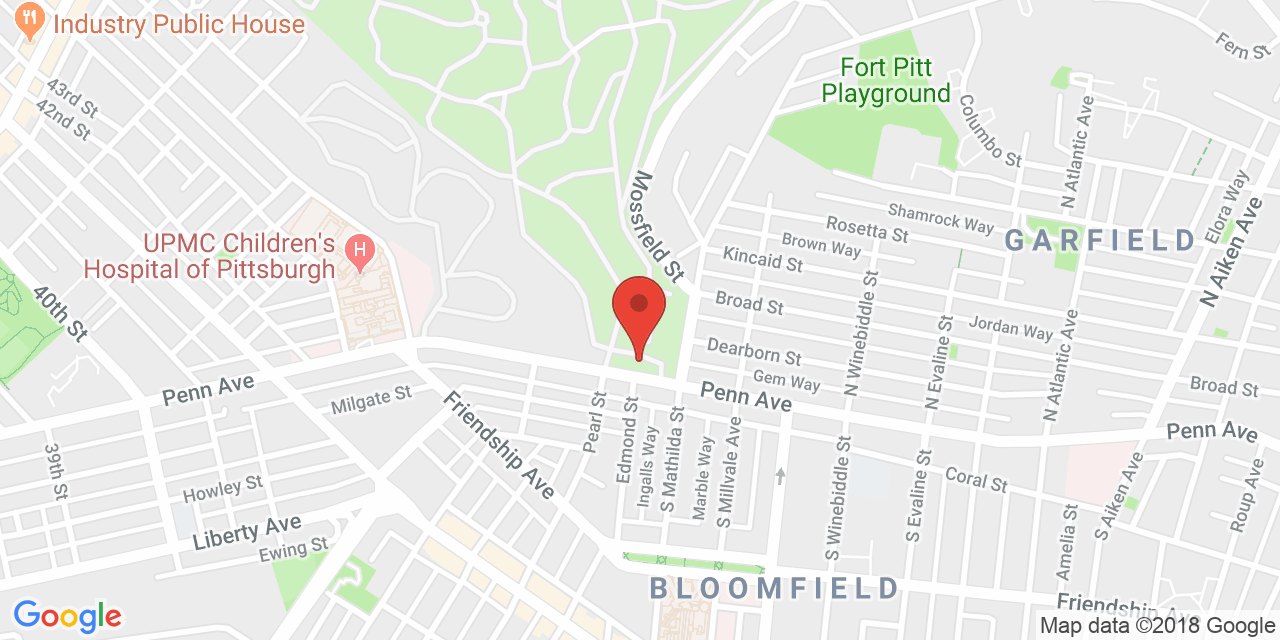 Industry Public House
43rd St
42nd St
Fort Pitt
Playground
Fern St
Columbo St
N Atlantic Ave
Elora Way
N Aiken Ave
Mossfield St
Shamrock Way
Rosetta St
Brown Way
GARFIELD
UPMC Children's
Hospital of Pittsburgh
H
Kincaid St
Broad St
N Winebiddle St
N Evaline St
Jordan Way
N Atlantic Ave
40th St
Dearborn St
Gem Way
Broad St
Penn Ave
Milgate St
Friendship Ave
Pearl St
Edmond St
Ingalls Way
S Mathilda St
Marble Way
S Millvale Ave
Penn Ave
Penn Ave
39th St
Howley St
Liberty Ave
Ewing St
S Winebiddle St
S Evaline St
Coral St
Amelia St
S Aiken Ave
Roup Ave
BLOOMFIELD
Friendship Ave
Google
Map data ©2018 Google